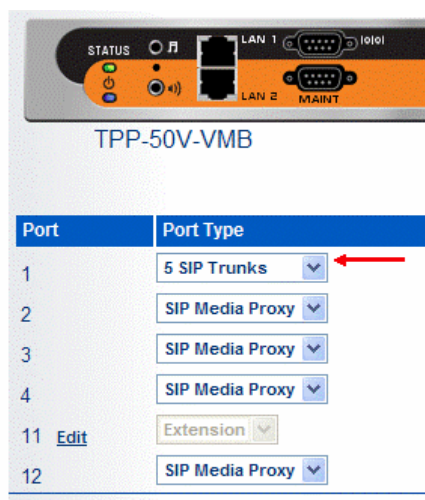 STATUS
LAN 1
IOIOI
LAN 2
MAINT
TPP-50V-VMB
Port Port Type
1 5 SIP Trunks
2 SIP Media Proxy
3 SIP Media Proxy
4 SIP Media Proxy
11 Edit Extension
12 SIP Media Proxy